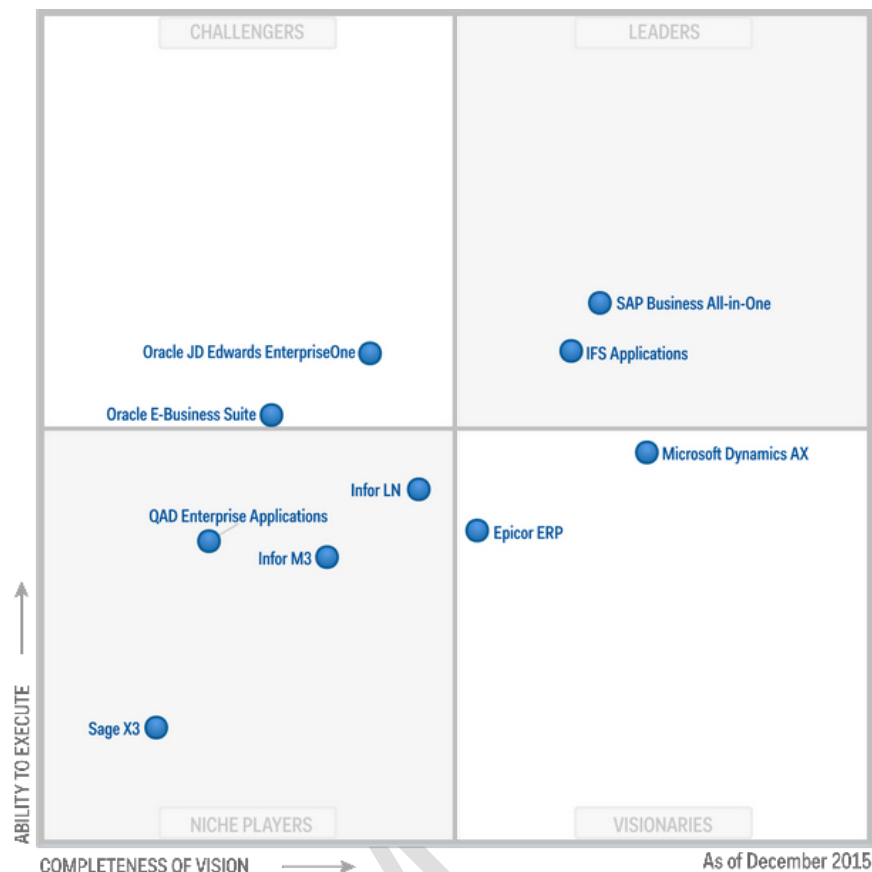 CHALLENGERS
LEADERS
SAP Business All-in-One
Oracle JD Edwards EnterpriseOne
IFS Applications
Oracle E-Business Suite
Microsoft Dynamics AX
Infor LN
QAD Enterprise Applications
Epicor ERP
Infor M3
Sage X3
NICHE PLAYERS
VISIONARIES
ABILITY TO EXECUTE
COMPLETENESS OF VISION
As of December 2015